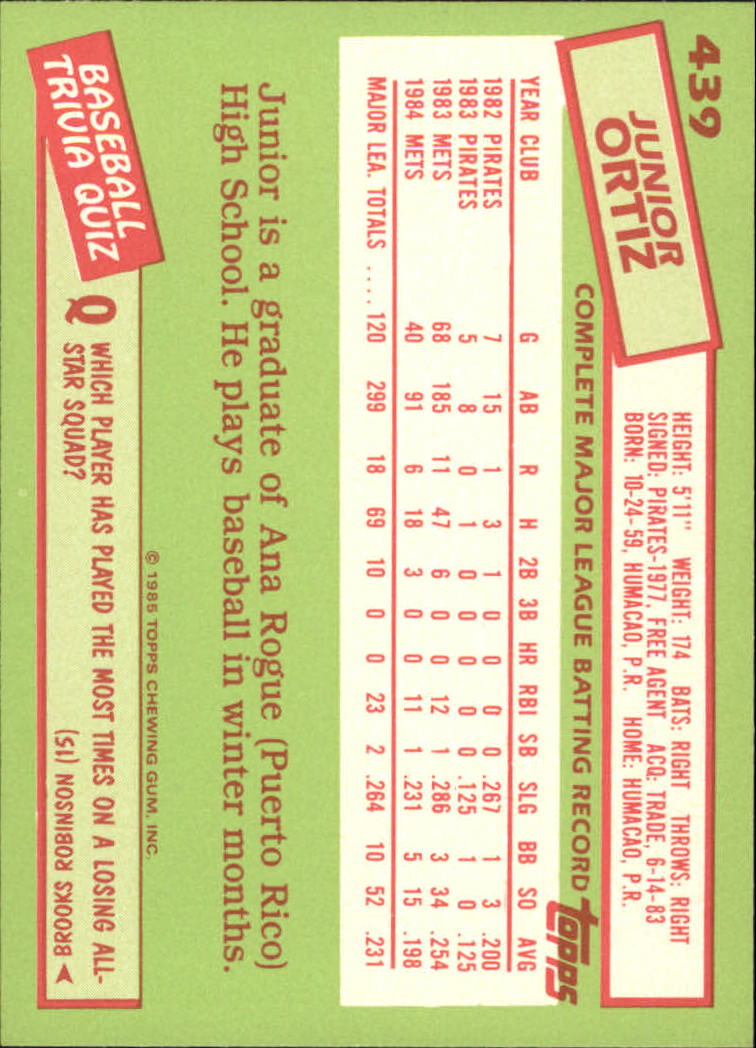 439
JUNIOR
ORTIZ
HEIGHT: 5'11" WEIGHT: 174 BATS: RIGHT THROWS: RIGHT
SIGNED: PIRATES-1977, FREE AGENT ACQ: TRADE, 6-14-83
BORN: 10-24-59, HUMACAO, P.R. HOME: HUMACAO, P.R.
COMPLETE MAJOR LEAGUE BATTING RECORD topps
YEAR CLUB G AB R H 2B 3B HR RBI SB SLG BB SO AVG
1982 PIRATES 7 15 1 3 1 0 0 0 0 .267 1 3 .200
1983 PIRATES 5 8 0 1 0 0 0 0 0 .125 1 0 .125
1983 METS 68 185 11 47 6 0 0 12 1 .286 3 34 .254
1984 METS 40 91 6 18 3 0 0 11 1 .231 5 15 .198
MAJOR LEA. TOTALS .... 120 299 18 69 10 0 0 23 2 .264 10 52 .231
Junior is a graduate of Ana Rogue (Puerto Rico)
High School. He plays baseball in winter months.
© 1985 TOPPS CHEWING GUM, INC.
BASEBALL
TRIVIA QUIZ
Q WHICH PLAYER HAS PLAYED THE MOST TIMES ON A LOSING ALL-
STAR SQUAD?
BROOKS ROBINSON (15)